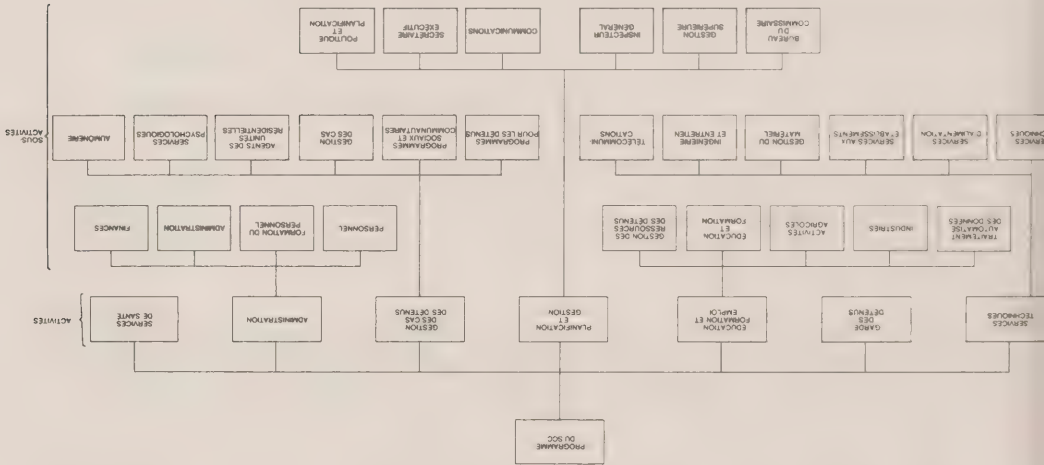 PROGRAMME
DU SCC
SERVICES
TECHNIQUES
GARDE
DES
DÉTENUS
ÉDUCATION
FORMATION ET
EMPLOI
PLANIFICATION
ET
GESTION
GESTION
DES CAS
DES DÉTENUS
ADMINISTRATION
SERVICES
DE SANTÉ
ACTIVITÉS
TRAITEMENT
AUTOMATISÉ
DES DONNÉES
INDUSTRIES
ACTIVITÉS
AGRICOLES
ÉDUCATION
ET
FORMATION
GESTION DES
RESSOURCES
DES DÉTENUS
PERSONNEL
FORMATION DU
PERSONNEL
ADMINISTRATION
FINANCES
SERVICES
D'ALIMENTATION
SERVICES AUX
ÉTABLISSEMENTS
GESTION DU
MATÉRIEL
INGÉNIERIE
ET ENTRETIEN
TÉLÉCOMMUNI-
CATIONS
PROGRAMMES
POUR LES DÉTENUS
PROGRAMMES
SOCIAUX ET
COMMUNAUTAIRES
GESTION
DES CAS
AGENTS DES
UNITÉS
RÉSIDENTIELLES
SERVICES
PSYCHOLOGIQUES
AUMÔNERIE
SOUS-
ACTIVITÉS
BUREAU
DU
COMMISSAIRE
GESTION
SUPÉRIEURE
INSPECTEUR
GÉNÉRAL
COMMUNICATIONS
SECRÉTAIRE
EXÉCUTIF
POLITIQUE
ET
PLANIFICATION